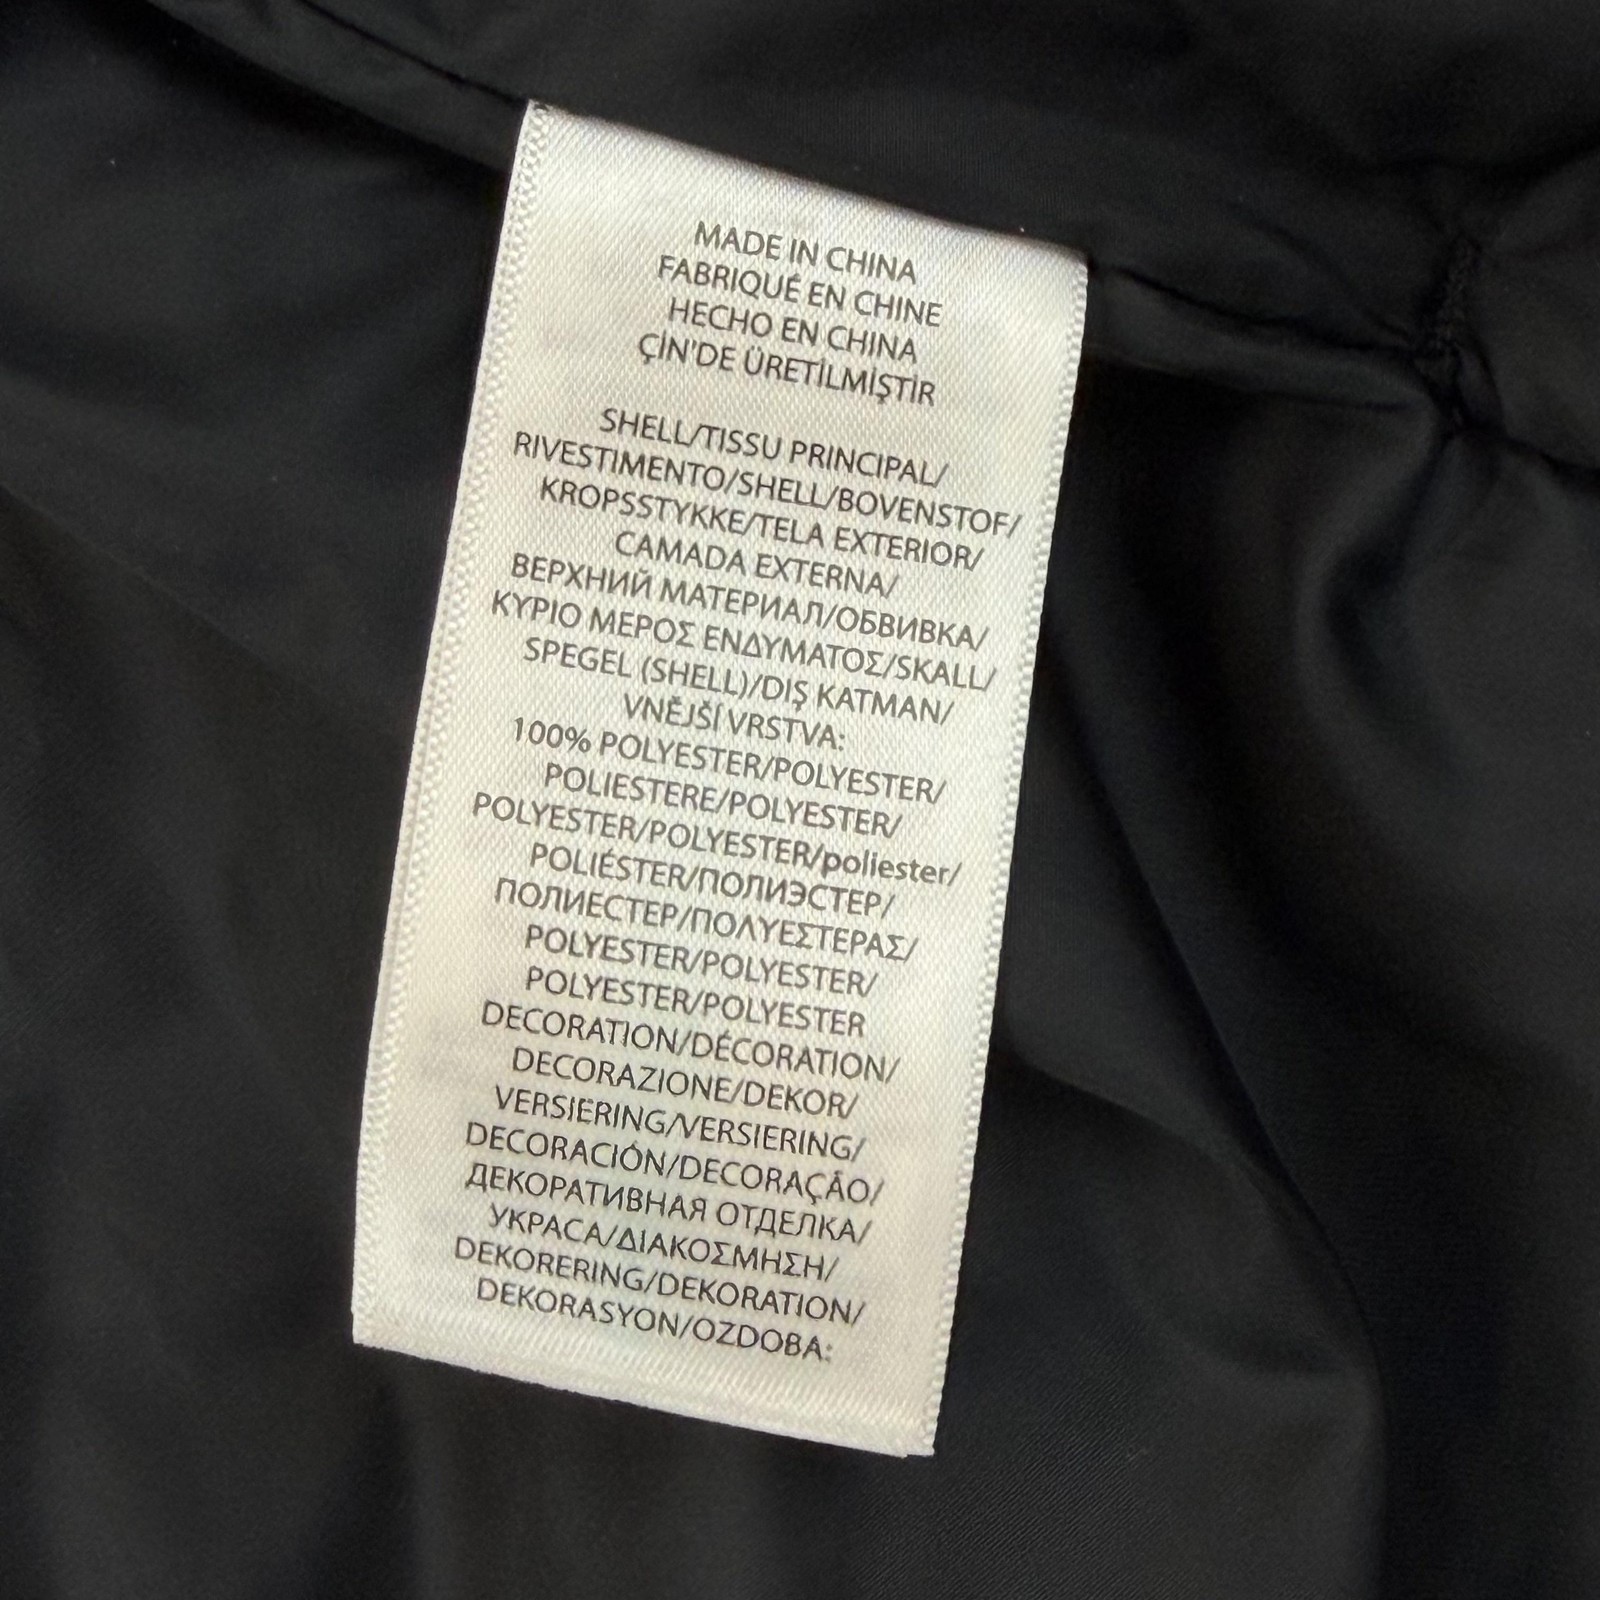 MADE IN CHINA
FABRIQUÉ EN CHINE
HECHO EN CHINA
ÇİN'DE ÜRETİLMİŞTİR
SHELL/TISSU PRINCIPAL/
RIVESTIMENTO/SHELL/BOVENSTOF/
KROPSSTYKKE/TELA EXTERIOR/
CAMADA EXTERNA/
ВЕРХНИЙ МАТЕРИАЛ/ОБВИВКА/
ΚΥΡΙΟ ΜΕΡΟΣ ΕΝΔΥΜΑΤΟΣ/SKALL/
SPEGEL (SHELL)/DIŞ KATMAN/
VNĚJŠÍ VRSTVA:
100% POLYESTER/POLYESTER/
POLIESTERE/POLYESTER/
POLYESTER/POLYESTER/poliester/
POLIÉSTER/ПОЛИЭСТЕР/
ПОЛИЕСТЕР/ΠΟΛΥΕΣΤΕΡΑΣ/
POLYESTER/POLYESTER/
POLYESTER/POLYESTER
DECORATION/DÉCORATION/
DECORAZIONE/DEKOR/
VERSIERING/VERSIERING/
DECORACIÓN/DECORAÇÃO/
ДЕКОРАТИВНАЯ ОТДЕЛКА/
УКРАСА/ΔΙΑΚΟΣΜΗΣΗ/
DEKORERING/DEKORATION/
DEKORASYON/OZDOBA: